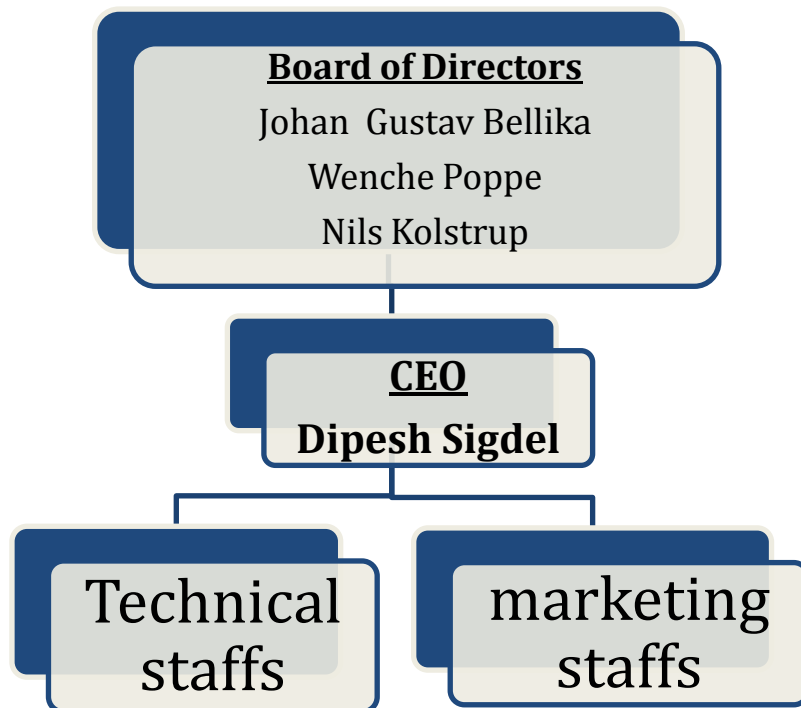 Board of Directors
Johan Gustav Bellika
Wenche Poppe
Nils Kolstrup
CEO
Dipesh Sigdel
Technical
staffs
marketing
staffs